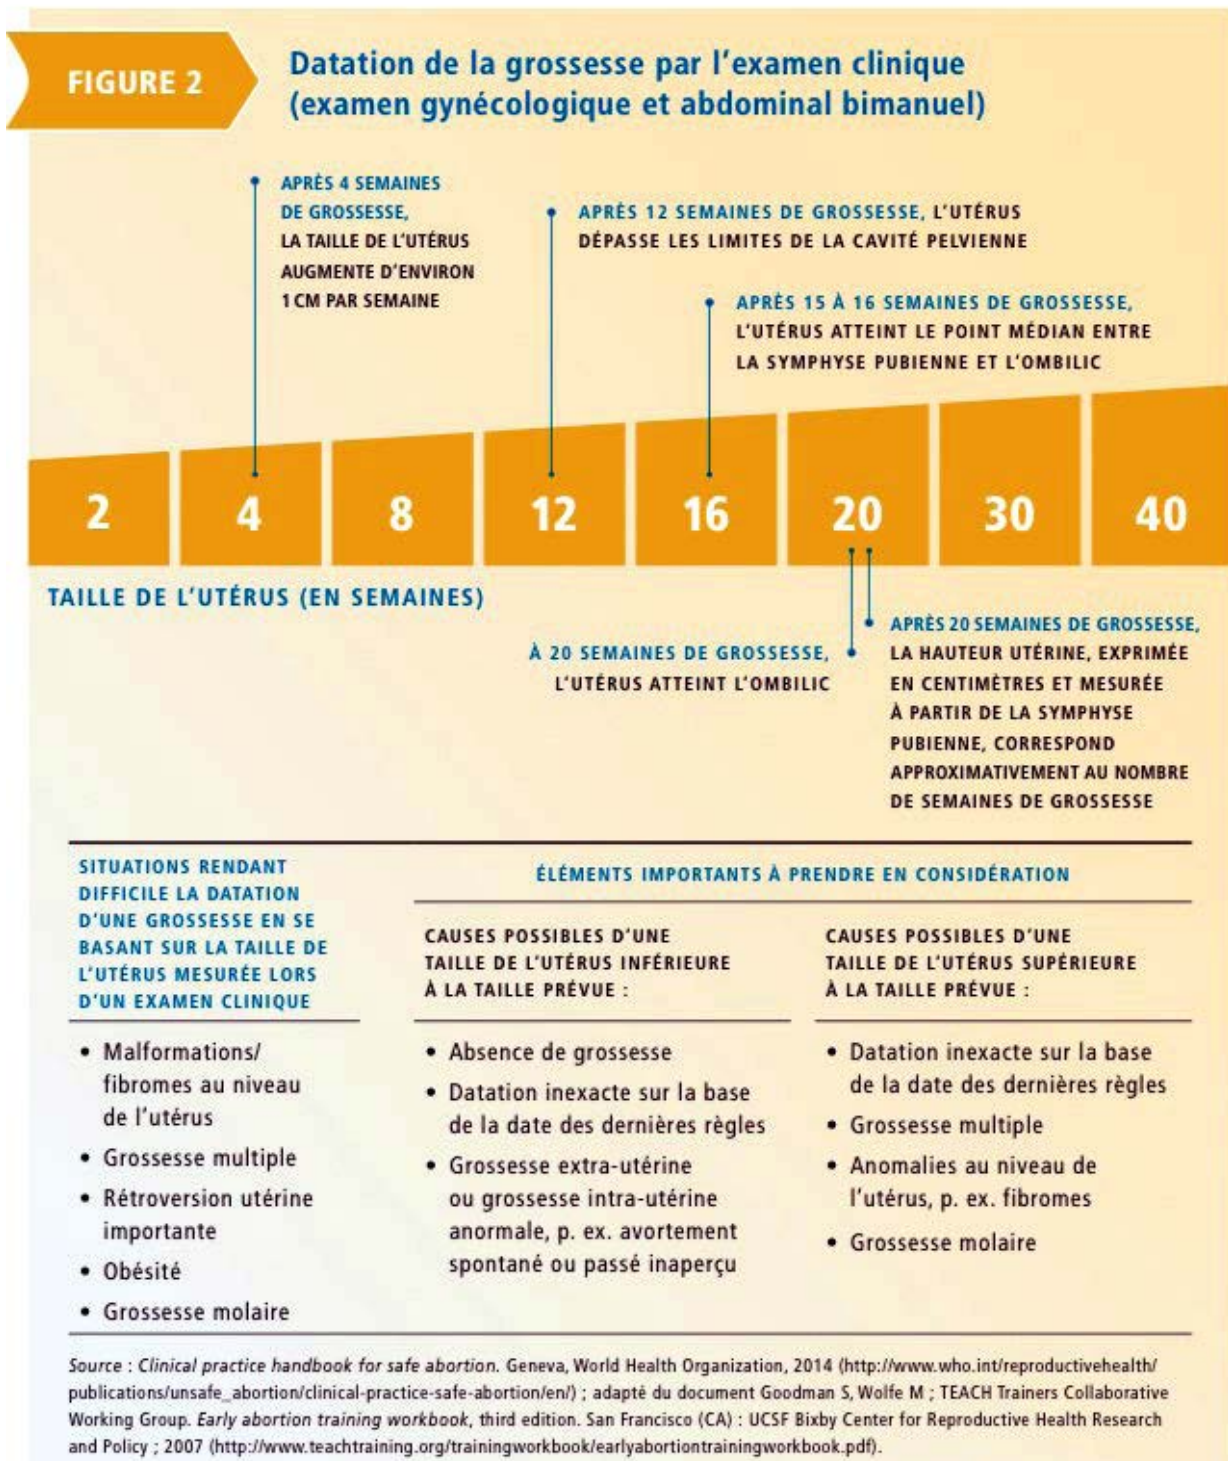 FIGURE 2
Datation de la grossesse par l'examen clinique
(examen gynécologique et abdominal bimanuel)
APRÈS 4 SEMAINES
DE GROSSESSE,
LA TAILLE DE L'UTÉRUS
AUGMENTE D'ENVIRON
1 CM PAR SEMAINE
APRÈS 12 SEMAINES DE GROSSESSE, L'UTÉRUS
DÉPASSE LES LIMITES DE LA CAVITÉ PELVIENNE
APRÈS 15 À 16 SEMAINES DE GROSSESSE,
L'UTÉRUS ATTEINT LE POINT MÉDIAN ENTRE
LA SYMPHYSE PUBIENNE ET L'OMBILIC
2 4 8 12 16 20 30 40
TAILLE DE L'UTÉRUS (EN SEMAINES)
À 20 SEMAINES DE GROSSESSE,
L'UTÉRUS ATTEINT L'OMBILIC
APRÈS 20 SEMAINES DE GROSSESSE,
LA HAUTEUR UTÉRINE, EXPRIMÉE
EN CENTIMÈTRES ET MESURÉE
À PARTIR DE LA SYMPHYSE
PUBIENNE, CORRESPOND
APPROXIMATIVEMENT AU NOMBRE
DE SEMAINES DE GROSSESSE
SITUATIONS RENDANT
DIFFICILE LA DATATION
D'UNE GROSSESSE EN SE
BASANT SUR LA TAILLE DE
L'UTÉRUS MESURÉE LORS
D'UN EXAMEN CLINIQUE
• Malformations/
fibromes au niveau
de l'utérus
• Grossesse multiple
• Rétroversion utérine
importante
• Obésité
• Grossesse molaire
ÉLÉMENTS IMPORTANTS À PRENDRE EN CONSIDÉRATION
CAUSES POSSIBLES D'UNE
TAILLE DE L'UTÉRUS INFÉRIEURE
À LA TAILLE PRÉVUE :
• Absence de grossesse
• Datation inexacte sur la base
de la date des dernières règles
• Grossesse extra-utérine
ou grossesse intra-utérine
anormale, p. ex. avortement
spontané ou passé inaperçu
CAUSES POSSIBLES D'UNE
TAILLE DE L'UTÉRUS SUPÉRIEURE
À LA TAILLE PRÉVUE :
• Datation inexacte sur la base
de la date des dernières règles
• Grossesse multiple
• Anomalies au niveau de
l'utérus, p. ex. fibromes
• Grossesse molaire
Source : Clinical practice handbook for safe abortion. Geneva, World Health Organization, 2014 (http://www.who.int/reproductivehealth/
publications/unsafe_abortion/clinical-practice-safe-abortion/en/) ; adapté du document Goodman S, Wolfe M ; TEACH Trainers Collaborative
Working Group. Early abortion training workbook, third edition. San Francisco (CA) : UCSF Bixby Center for Reproductive Health Research
and Policy ; 2007 (http://www.teachtraining.org/trainingworkbook/earlyabortiontrainingworkbook.pdf).